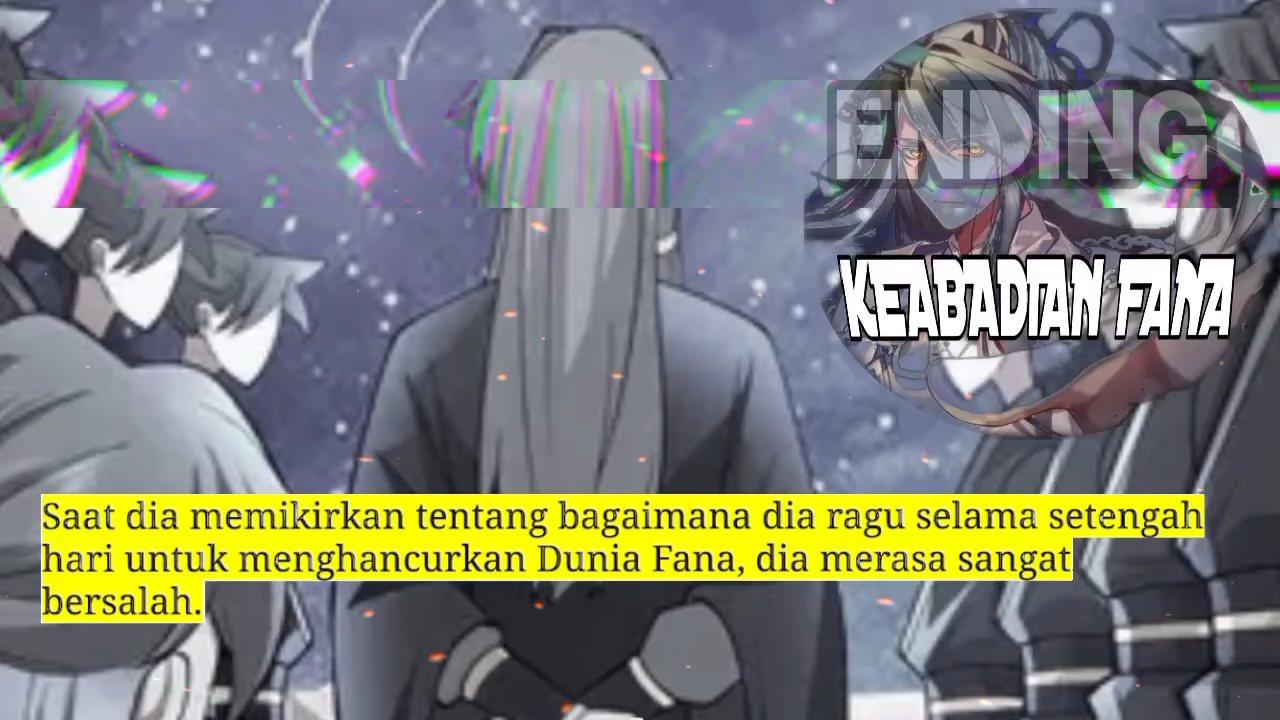 ENDING
KEABADIAN FANA
Saat dia memikirkan tentang bagaimana dia ragu selama setengah
hari untuk menghancurkan Dunia Fana, dia merasa sangat
bersalah.